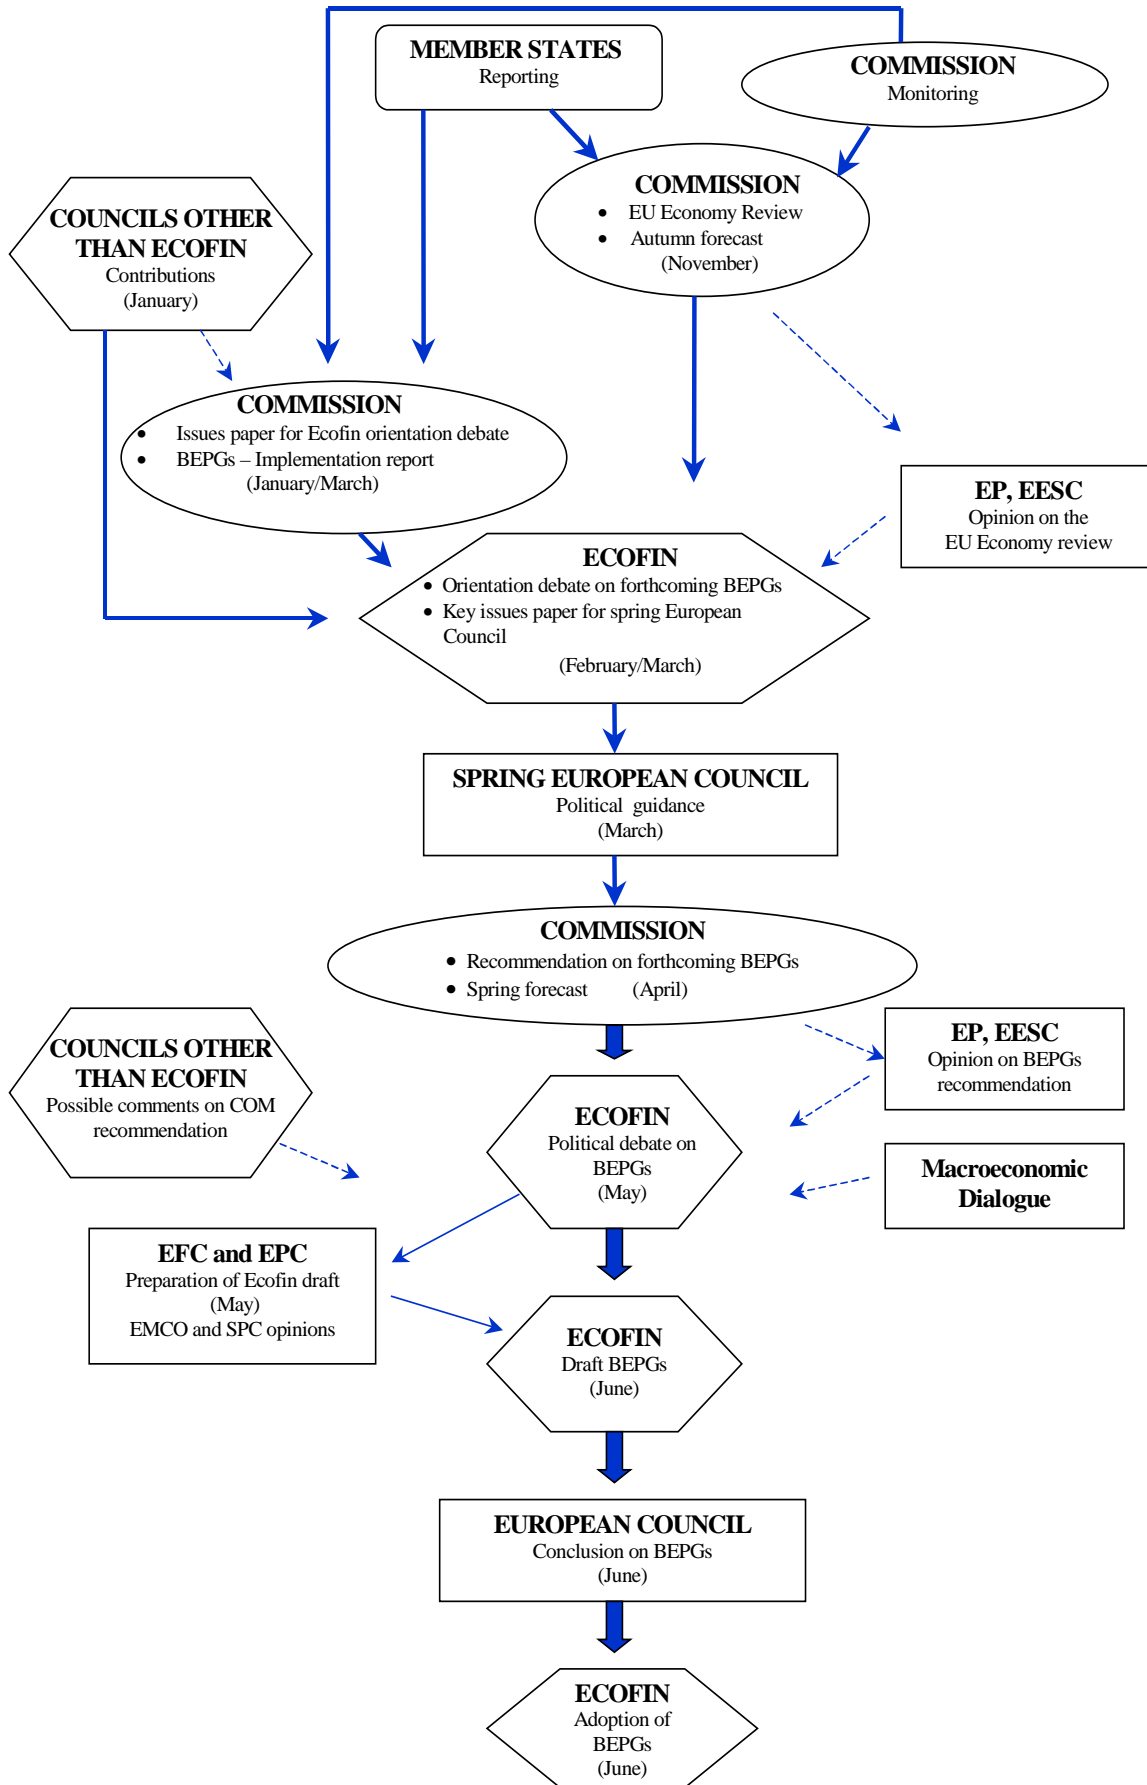 MEMBER STATES
Reporting
COMMISSION
Monitoring
COMMISSION
• EU Economy Review
• Autumn forecast
(November)
COUNCILS OTHER
THAN ECOFIN
Contributions
(January)
COMMISSION
• Issues paper for Ecofin orientation debate
• BEPGs – Implementation report
(January/March)
EP, EESC
Opinion on the
EU Economy review
ECOFIN
• Orientation debate on forthcoming BEPGs
• Key issues paper for spring European
Council
(February/March)
SPRING EUROPEAN COUNCIL
Political guidance
(March)
COMMISSION
• Recommendation on forthcoming BEPGs
• Spring forecast (April)
COUNCILS OTHER
THAN ECOFIN
Possible comments on COM
recommendation
EP, EESC
Opinion on BEPGs
recommendation
ECOFIN
Political debate on
BEPGs
(May)
Macroeconomic
Dialogue
EFC and EPC
Preparation of Ecofin draft
(May)
EMCO and SPC opinions
ECOFIN
Draft BEPGs
(June)
EUROPEAN COUNCIL
Conclusion on BEPGs
(June)
ECOFIN
Adoption of
BEPGs
(June)